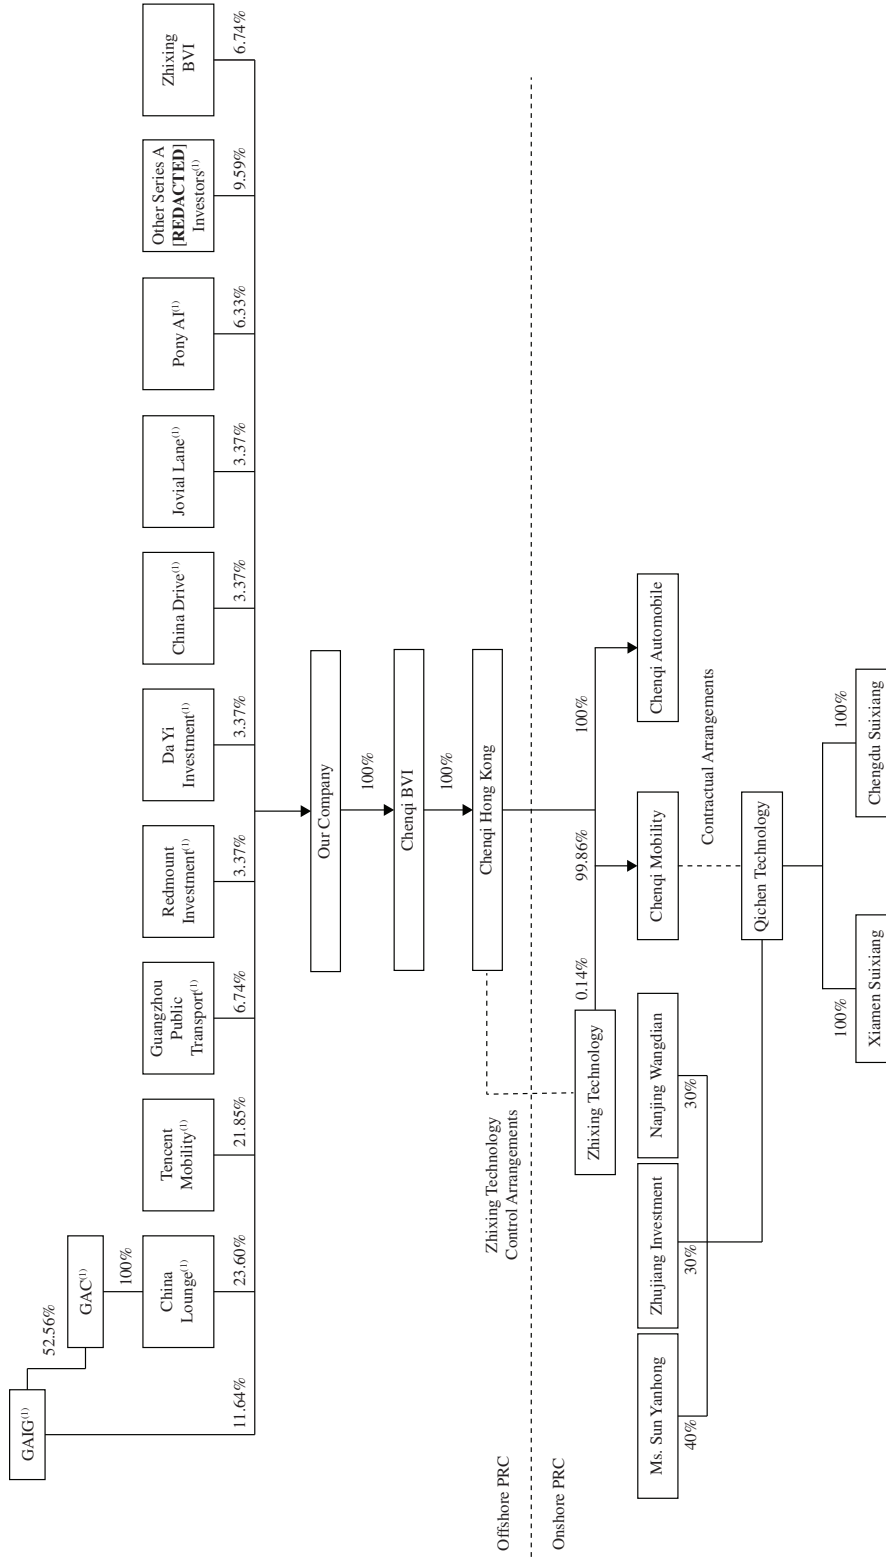 GAIG(1)
52.56%
GAC(1)
100%
China
Lounge(1)
Tencent
Mobility(1)
Guangzhou
Public
Transport(1)
Redmount
Investment(1)
Da Yi
Investment(1)
China Drive(1)
Jovial Lane(1)
Pony AI(1)
Other Series A
[REDACTED]
Investors(1)
Zhixing
BVI
11.64%
23.60%
21.85%
6.74%
3.37%
3.37%
3.37%
3.37%
6.33%
9.59%
6.74%
Our Company
100%
Chenqi BVI
100%
Chenqi Hong Kong
Zhixing Technology
Control Arrangements
Offshore PRC
Onshore PRC
Zhixing Technology
0.14%
99.86%
100%
Ms. Sun Yanhong
Zhujiang Investment
Nanjing Wangdian
Chenqi Mobility
Chenqi Automobile
40%
30%
30%
Contractual Arrangements
Qichen Technology
100%
100%
Xiamen Suixiang
Chengdu Suixiang